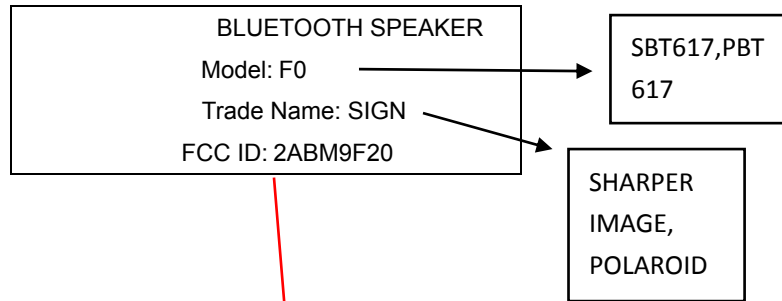 BLUETOOTH SPEAKER
Model: F0
Trade Name: SIGN
FCC ID: 2ABM9F20
SBT617,PBT
617
SHARPER
IMAGE,
POLAROID